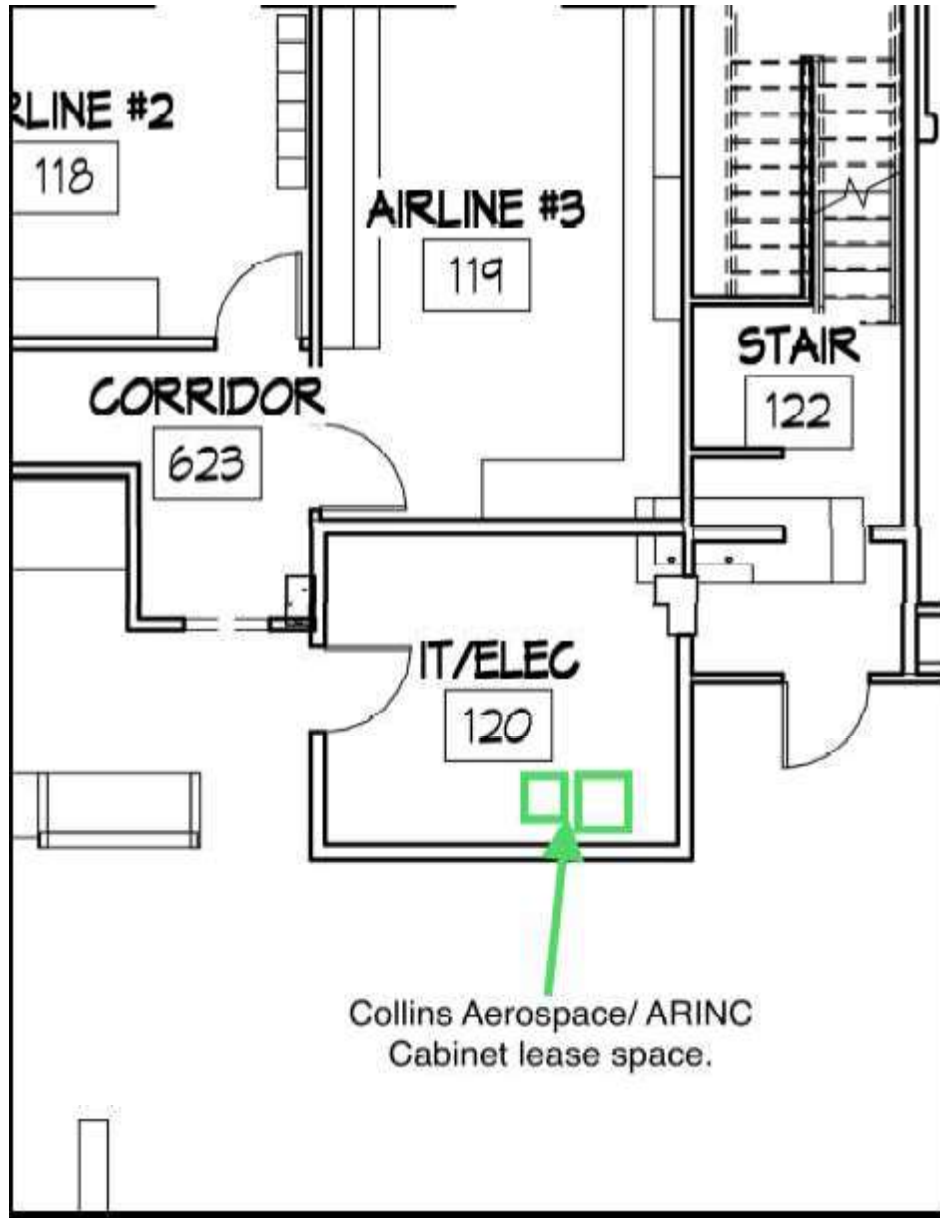 RLINE #2
118
AIRLINE #3
119
STAIR
122
CORRIDOR
623
IT/ELEC
120
Collins Aerospace/ ARINC
Cabinet lease space.